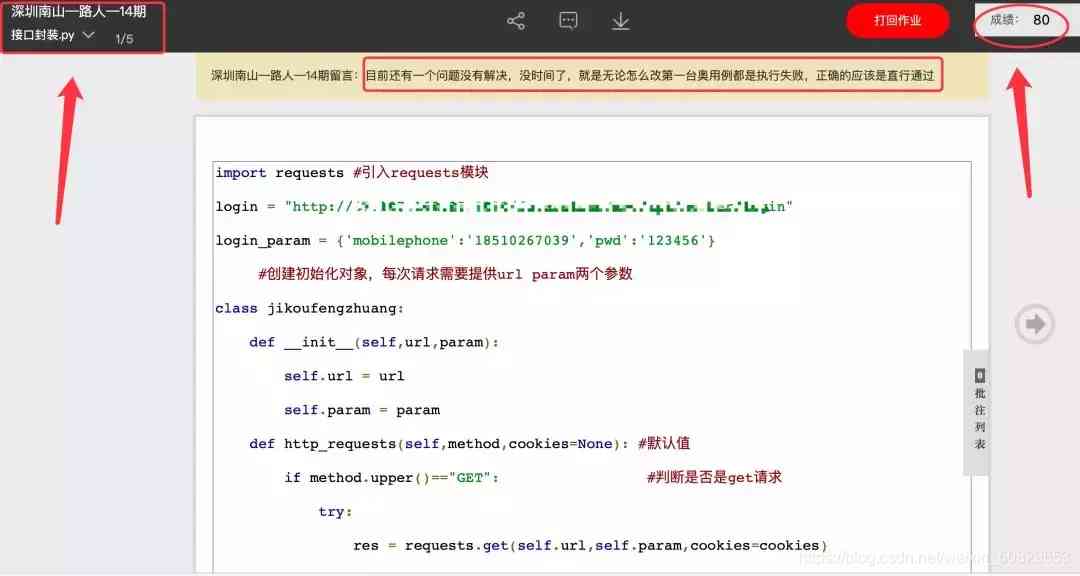 深圳南山一路人—14期
接口封装.py 1/5
打回作业
成绩: 80
深圳南山一路人—14期留言: 目前还有一个问题没有解决，没时间了，就是无论怎么改第一台奥用例都是执行失败，正确的应该是直行通过
import requests #引入requests模块
login = "http://
login_param = {'mobilephone':'18510267039','pwd':'123456'}
#创建初始化对象，每次请求需要提供url param两个参数
class jikoufengzhuang:
def __init__(self,url,param):
self.url = url
self.param = param
def http_requests(self,method,cookies=None): #默认值
if method.upper()=="GET": #判断是否是get请求
try:
res = requests.get(self.url,self.param,cookies=cookies)
0
批注列表